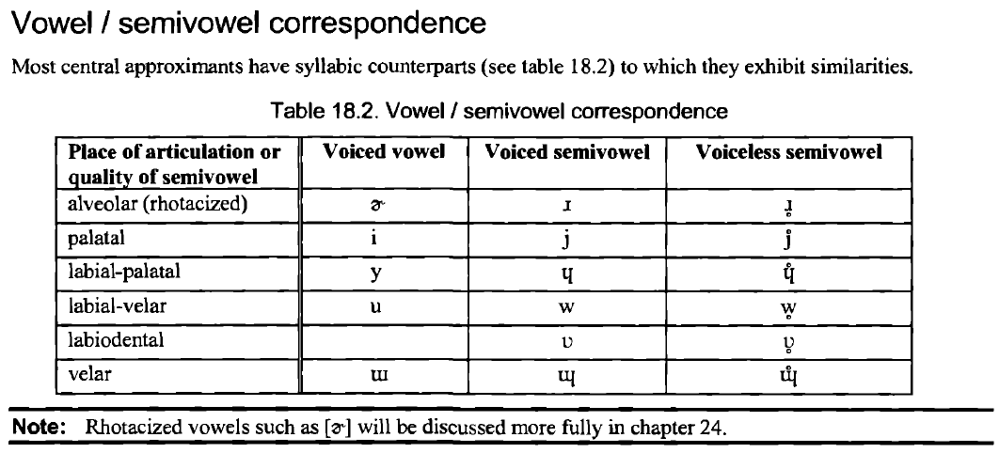 Vowel / semivowel correspondence
Most central approximants have syllabic counterparts (see table 18.2) to which they exhibit similarities.
Table 18.2. Vowel / semivowel correspondence
Place of articulation or quality of semivowel Voiced vowel Voiced semivowel Voiceless semivowel
alveolar (rhotacized) ɚ ɹ ɹ̥
palatal i j j̊
labial-palatal y ɥ ɥ̊
labial-velar u w w̥
labiodental ʋ ʋ̥
velar ɯ ɰ ɰ̊
Note: Rhotacized vowels such as [ɚ] will be discussed more fully in chapter 24.